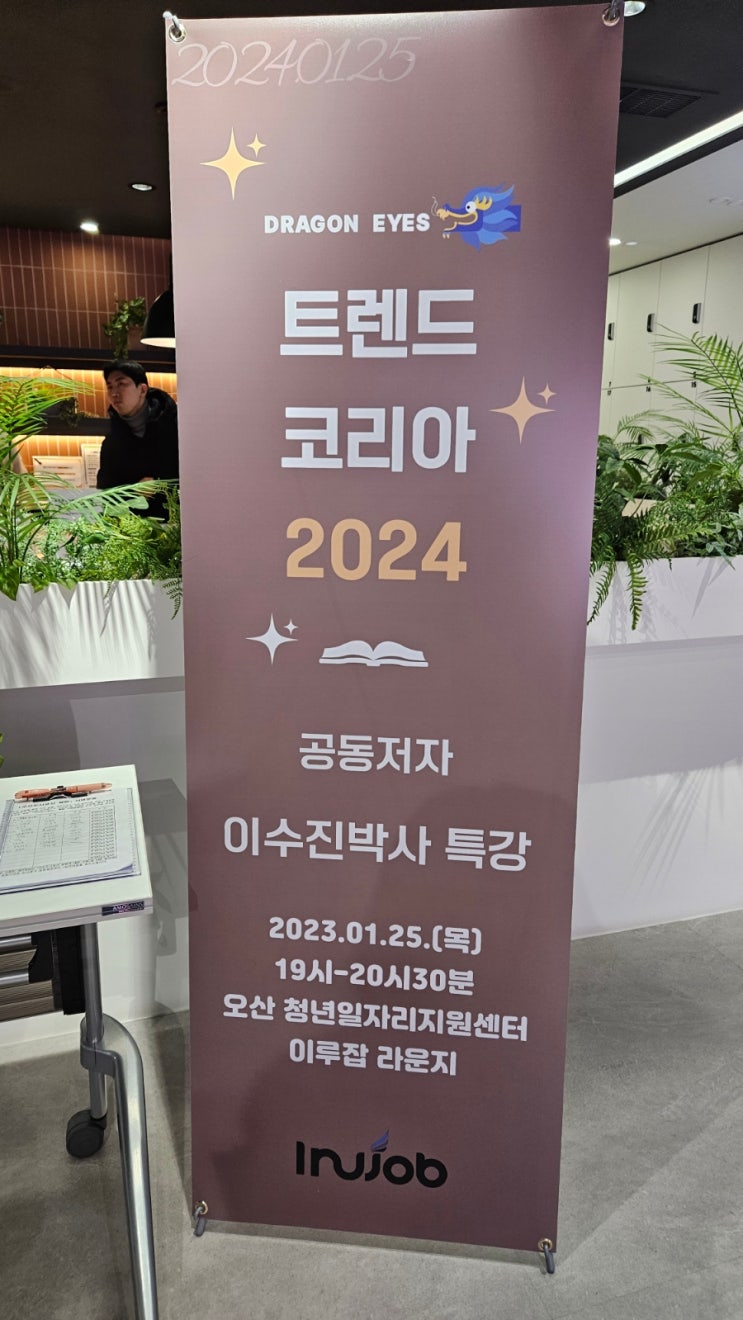 20240125
DRAGON EYES
트렌드
코리아
2024
공동저자
이수진박사 특강
2023.01.25.(목)
19시-20시30분
오산 청년일자리지원센터
이루잡 라운지
Inujob